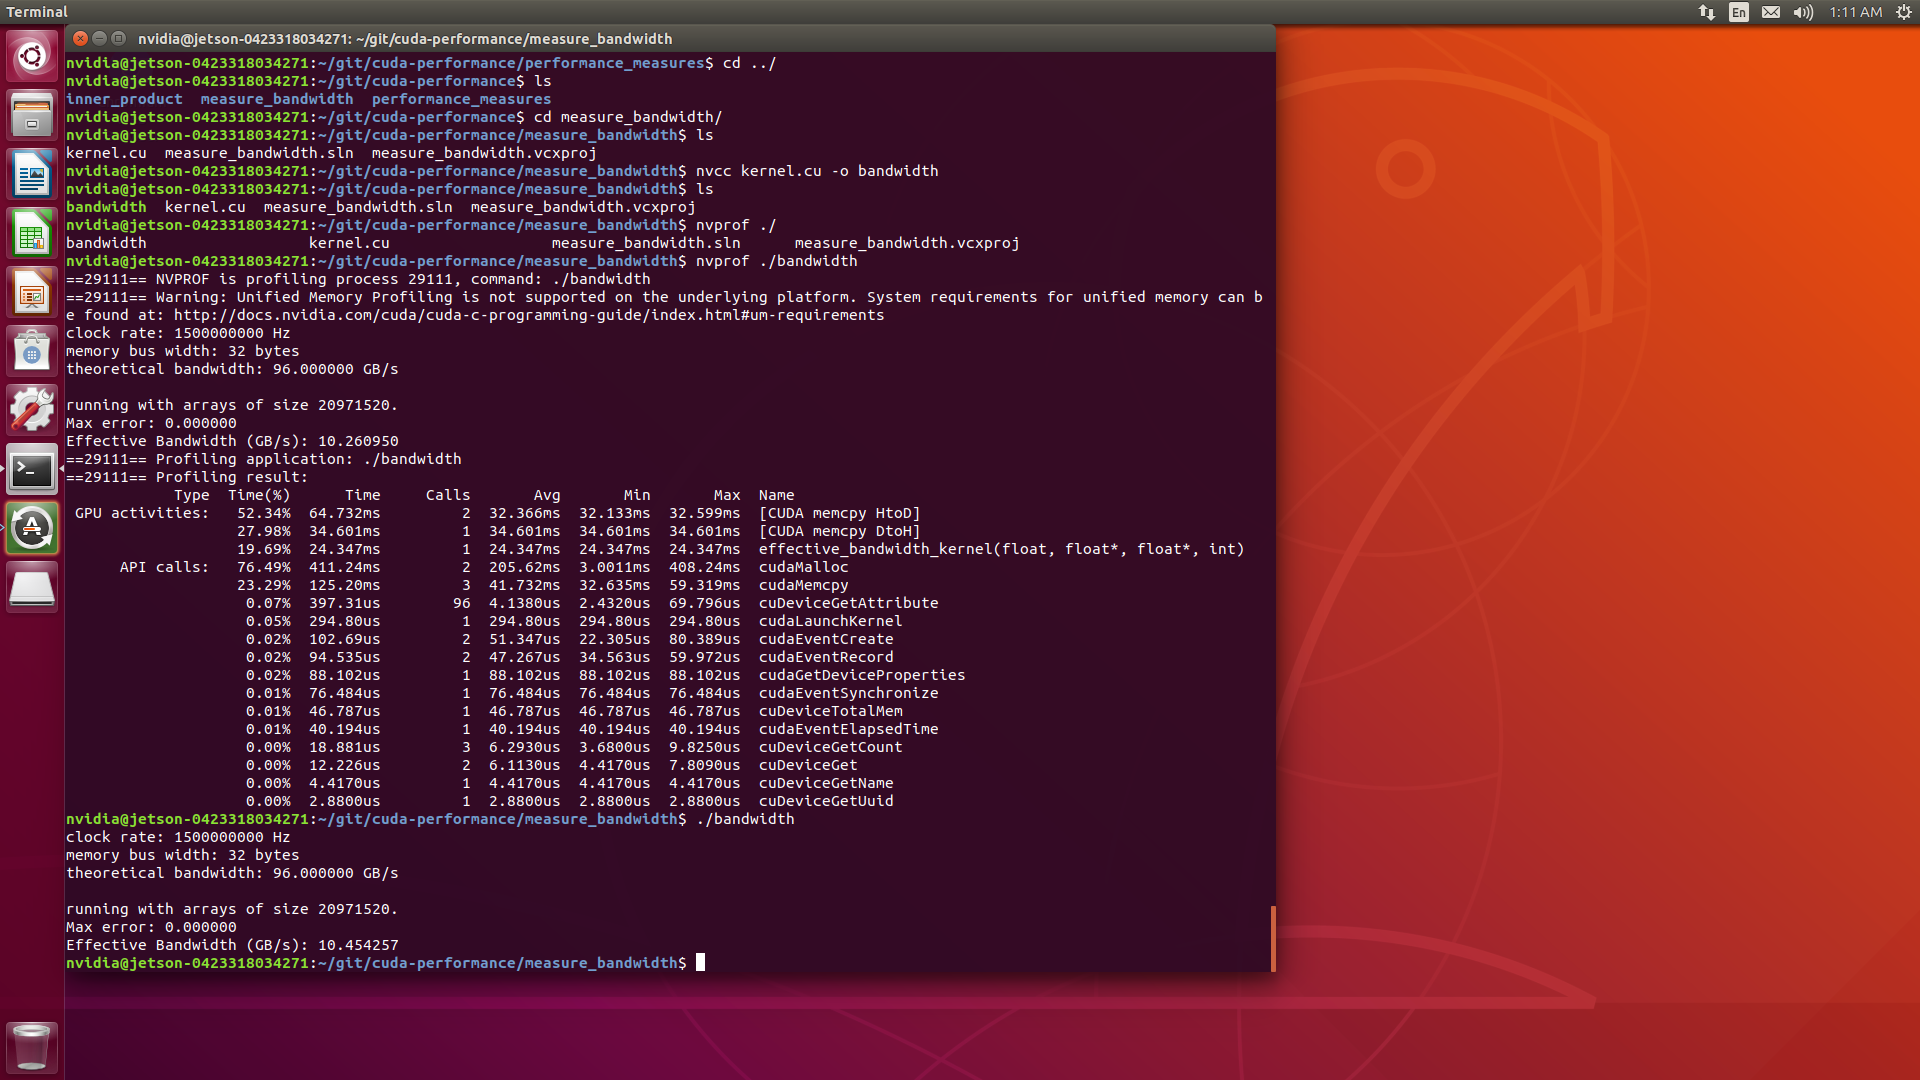 Terminal
En
1:11 AM
nvidia@jetson-0423318034271: ~/git/cuda-performance/measure_bandwidth
nvidia@jetson-0423318034271:~/git/cuda-performance/performance_measures$ cd ../
nvidia@jetson-0423318034271:~/git/cuda-performance$ ls
inner_product  measure_bandwidth  performance_measures
nvidia@jetson-0423318034271:~/git/cuda-performance$ cd measure_bandwidth/
nvidia@jetson-0423318034271:~/git/cuda-performance/measure_bandwidth$ ls
kernel.cu  measure_bandwidth.sln  measure_bandwidth.vcxproj
nvidia@jetson-0423318034271:~/git/cuda-performance/measure_bandwidth$ nvcc kernel.cu -o bandwidth
nvidia@jetson-0423318034271:~/git/cuda-performance/measure_bandwidth$ ls
bandwidth  kernel.cu  measure_bandwidth.sln  measure_bandwidth.vcxproj
nvidia@jetson-0423318034271:~/git/cuda-performance/measure_bandwidth$ nvprof ./
bandwidth                  kernel.cu                  measure_bandwidth.sln      measure_bandwidth.vcxproj
nvidia@jetson-0423318034271:~/git/cuda-performance/measure_bandwidth$ nvprof ./bandwidth
==29111== NVPROF is profiling process 29111, command: ./bandwidth
==29111== Warning: Unified Memory Profiling is not supported on the underlying platform. System requirements for unified memory can b
e found at: http://docs.nvidia.com/cuda/cuda-c-programming-guide/index.html#um-requirements
clock rate: 1500000000 Hz
memory bus width: 32 bytes
theoretical bandwidth: 96.000000 GB/s
running with arrays of size 20971520.
Max error: 0.000000
Effective Bandwidth (GB/s): 10.260950
==29111== Profiling application: ./bandwidth
==29111== Profiling result:
Type  Time(%)      Time     Calls       Avg       Min       Max  Name
GPU activities:   52.34%  64.732ms         2  32.366ms  32.133ms  32.599ms  [CUDA memcpy HtoD]
27.98%  34.601ms         1  34.601ms  34.601ms  34.601ms  [CUDA memcpy DtoH]
19.69%  24.347ms         1  24.347ms  24.347ms  24.347ms  effective_bandwidth_kernel(float, float*, float*, int)
API calls:   76.49%  411.24ms         2  205.62ms  3.0011ms  408.24ms  cudaMalloc
23.29%  125.20ms         3  41.732ms  32.635ms  59.319ms  cudaMemcpy
0.07%  397.31us        96  4.1380us  2.4320us  69.796us  cuDeviceGetAttribute
0.05%  294.80us         1  294.80us  294.80us  294.80us  cudaLaunchKernel
0.02%  102.69us         2  51.347us  22.305us  80.389us  cudaEventCreate
0.02%  94.535us         2  47.267us  34.563us  59.972us  cudaEventRecord
0.02%  88.102us         1  88.102us  88.102us  88.102us  cudaGetDeviceProperties
0.01%  76.484us         1  76.484us  76.484us  76.484us  cudaEventSynchronize
0.01%  46.787us         1  46.787us  46.787us  46.787us  cuDeviceTotalMem
0.01%  40.194us         1  40.194us  40.194us  40.194us  cudaEventElapsedTime
0.00%  18.881us         3  6.2930us  3.6800us  9.8250us  cuDeviceGetCount
0.00%  12.226us         2  6.1130us  4.4170us  7.8090us  cuDeviceGet
0.00%  4.4170us         1  4.4170us  4.4170us  4.4170us  cuDeviceGetName
0.00%  2.8800us         1  2.8800us  2.8800us  2.8800us  cuDeviceGetUuid
nvidia@jetson-0423318034271:~/git/cuda-performance/measure_bandwidth$ ./bandwidth
clock rate: 1500000000 Hz
memory bus width: 32 bytes
theoretical bandwidth: 96.000000 GB/s
running with arrays of size 20971520.
Max error: 0.000000
Effective Bandwidth (GB/s): 10.454257
nvidia@jetson-0423318034271:~/git/cuda-performance/measure_bandwidth$